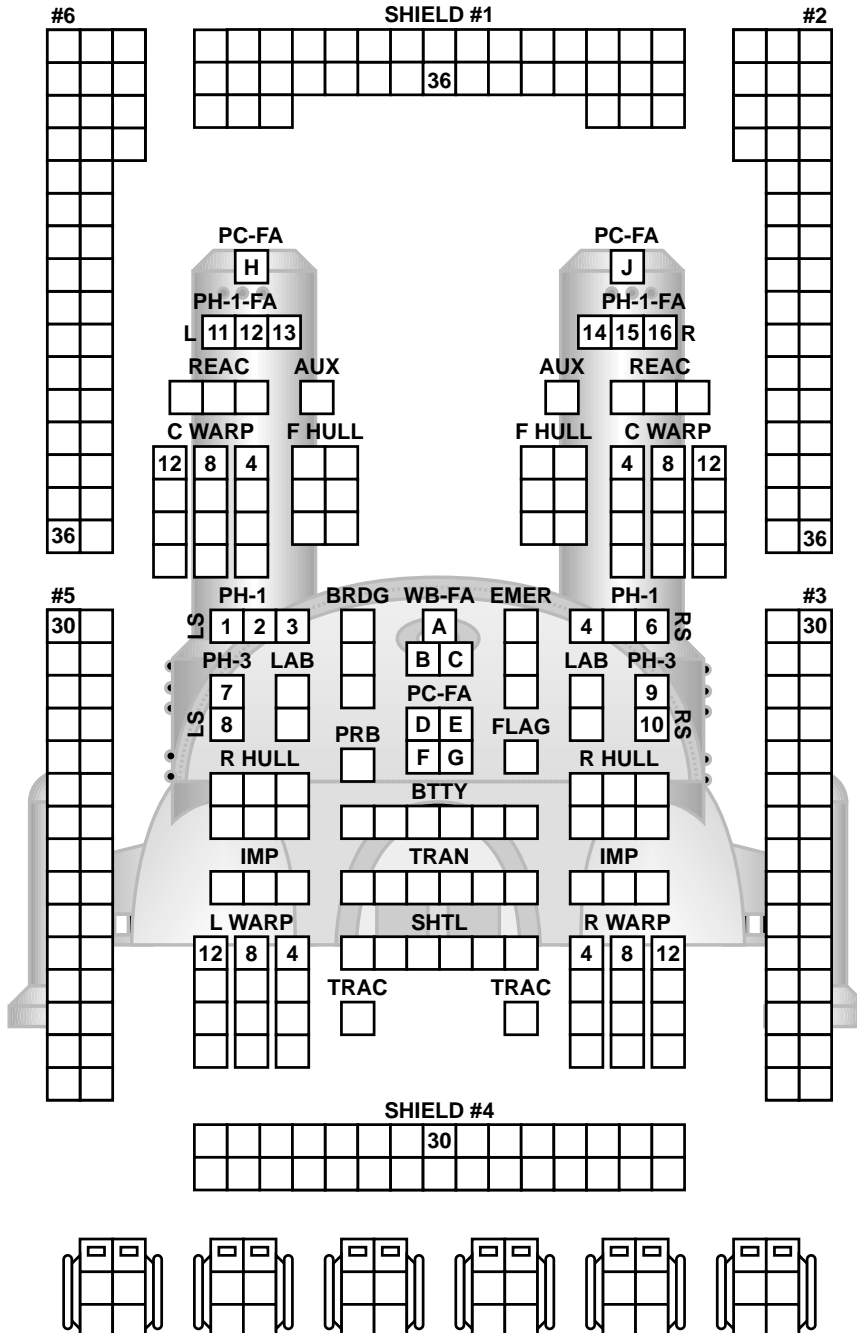 #6 SHIELD #1 #2
36
PC-FA PC-FA
H J
PH-1-FA PH-1-FA
L 11 12 13 14 15 16 R
REAC AUX AUX REAC
C WARP F HULL F HULL C WARP
12 8 4 4 8 12
36 36
#5 PH-1 BRDG WB-FA EMER PH-1 #3
30 LS 1 2 3 A 4 6 RS 30
PH-3 LAB B C LAB PH-3
7 PC-FA 9
LS 8 PRB D E FLAG 10 RS
R HULL F G R HULL
BTTY
IMP TRAN IMP
L WARP SHTL R WARP
12 8 4 4 8 12
TRAC TRAC
SHIELD #4
30